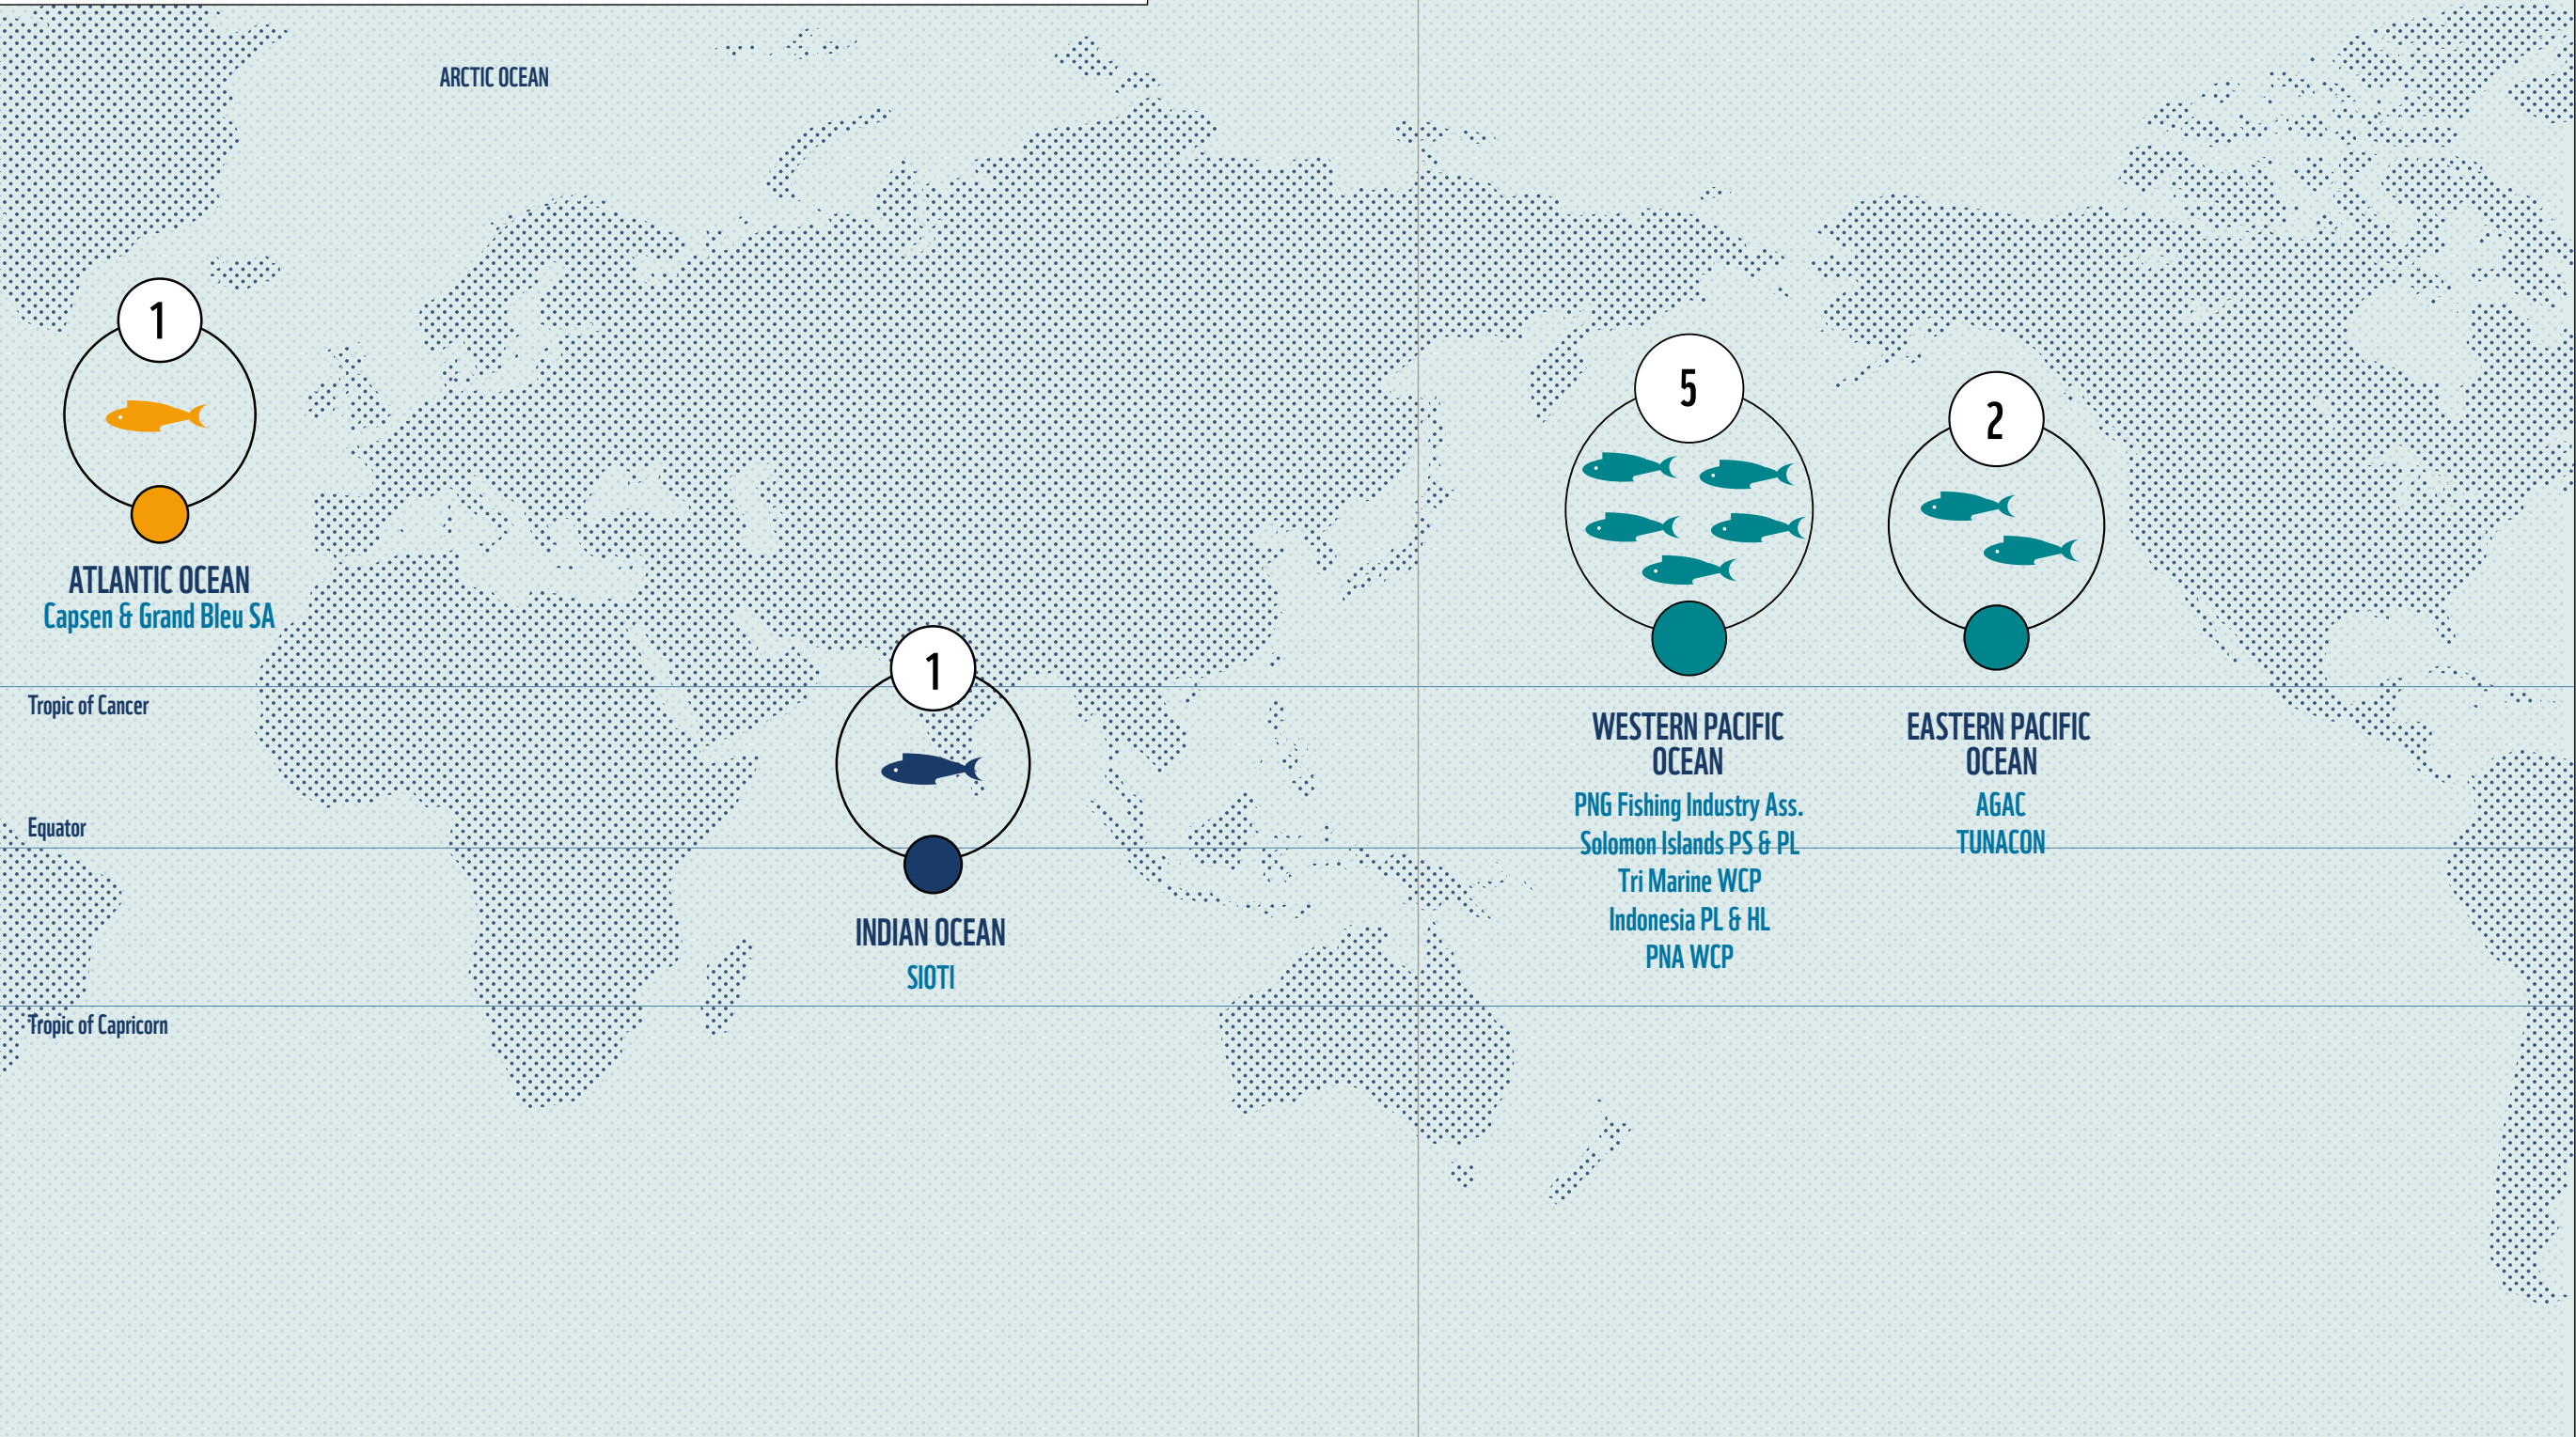 ARCTIC OCEAN
1
ATLANTIC OCEAN
Capsen & Grand Bleu SA
1
INDIAN OCEAN
SIOTI
5
WESTERN PACIFIC
OCEAN
PNG Fishing Industry Ass.
Solomon Islands PS & PL
Tri Marine WCP
Indonesia PL & HL
PNA WCP
2
EASTERN PACIFIC
OCEAN
AGAC
TUNACON
Tropic of Cancer
Equator
Tropic of Capricorn